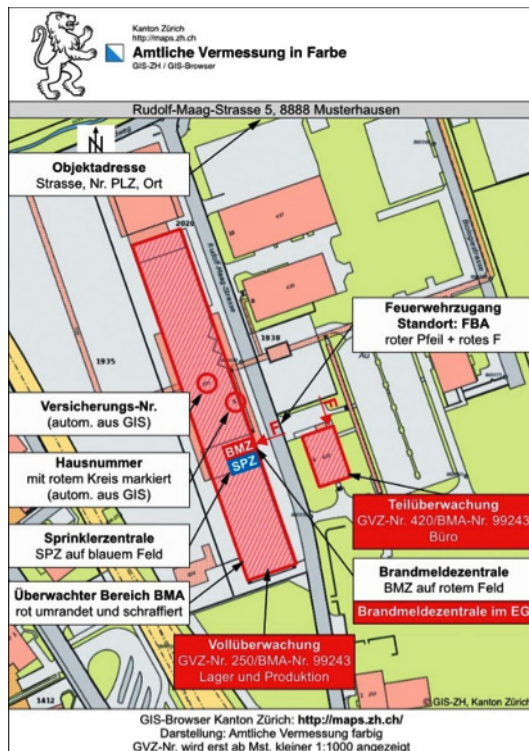 Kanton Zürich
http://maps.zh.ch
Amtliche Vermessung in Farbe
GIS-ZH / GIS-Browser
Rudolf-Maag-Strasse 5, 8888 Musterhausen
N
Objektadresse
Strasse, Nr. PLZ, Ort
2020
Rudolf-Maag-Strasse
Feuerwehrzugang
Standort: FBA
roter Pfeil + rotes F
1938
1935
Versicherungs-Nr.
(autom. aus GIS)
F
F
BMZ
SPZ
Hausnummer
mit rotem Kreis markiert
(autom. aus GIS)
Teilüberwachung
GVZ-Nr. 420/BMA-Nr. 99243
Büro
Sprinklerzentrale
SPZ auf blauem Feld
Brandmeldezentrale
BMZ auf rotem Feld
Brandmeldezentrale im EG
Überwachter Bereich BMA
rot umrandet und schraffiert
Vollüberwachung
GVZ-Nr. 250/BMA-Nr. 99243
Lager und Produktion
1412
© GIS-ZH, Kanton Zürich
GIS-Browser Kanton Zürich: http://maps.zh.ch/
Darstellung: Amtliche Vermessung farbig
GVZ-Nr. wird erst ab Mst. kleiner 1:1000 angezeigt